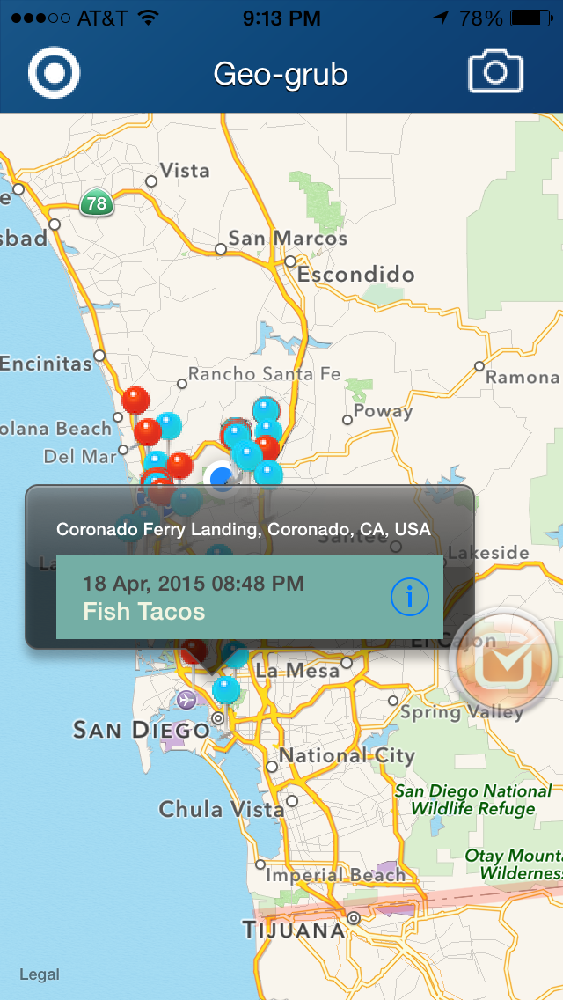 AT&T 9:13 PM 78%
Geo-grub
Vista
78
e
sbad
San Marcos
Escondido
Encinitas
Rancho Santa Fe
Ramona
Poway
olana Beach
Del Mar
Coronado Ferry Landing, Coronado, CA, USA
Santee
Lakeside
La
18 Apr, 2015 08:48 PM
i
Fish Tacos
El Cajon
La Mesa
Spring Valley
SAN DIEGO
National City
San Diego National
Wildlife Refuge
Chula Vista
Otay Mounta
Wilderness
Imperial Beach
TIJUANA
Legal